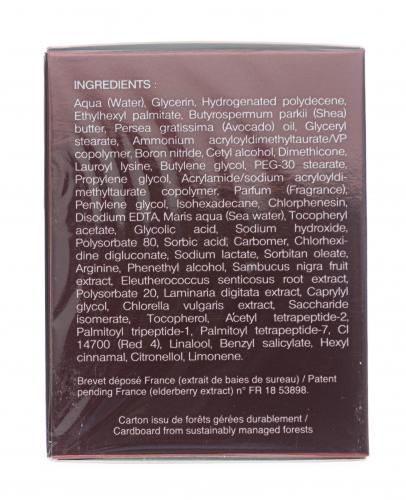 INGREDIENTS :
Aqua (Water), Glycerin, Hydrogenated polydecene,
Ethylhexyl palmitate, Butyrospermum parkii (Shea)
butter, Persea gratissima (Avocado) oil, Glyceryl
stearate, Ammonium acryloyldimethyltaurate/VP
copolymer, Boron nitride, Cetyl alcohol, Dimethicone,
Lauroyl lysine, Butylene glycol, PEG-30 stearate,
Propylene glycol, Acrylamide/sodium acryloyldi-
methyltaurate copolymer, Parfum (Fragrance),
Pentylene glycol, Isohexadecane, Chlorphenesin,
Disodium EDTA, Maris aqua (Sea water), Tocopheryl
acetate, Glycolic acid, Sodium hydroxide,
Polysorbate 80, Sorbic acid, Carbomer, Chlorhexi-
dine digluconate, Sodium lactate, Sorbitan oleate,
Arginine, Phenethyl alcohol, Sambucus nigra fruit
extract, Eleutherococcus senticosus root extract,
Polysorbate 20, Laminaria digitata extract, Caprylyl
glycol, Chlorella vulgaris extract, Saccharide
isomerate, Tocopherol, Acetyl tetrapeptide-2,
Palmitoyl tripeptide-1, Palmitoyl tetrapeptide-7, CI
14700 (Red 4), Linalool, Benzyl salicylate, Hexyl
cinnamal, Citronellol, Limonene.
Brevet déposé France (extrait de baies de sureau) / Patent
pending France (elderberry extract) n° FR 18 53898.
Carton issu de forêts gérées durablement /
Cardboard from sustainably managed forests